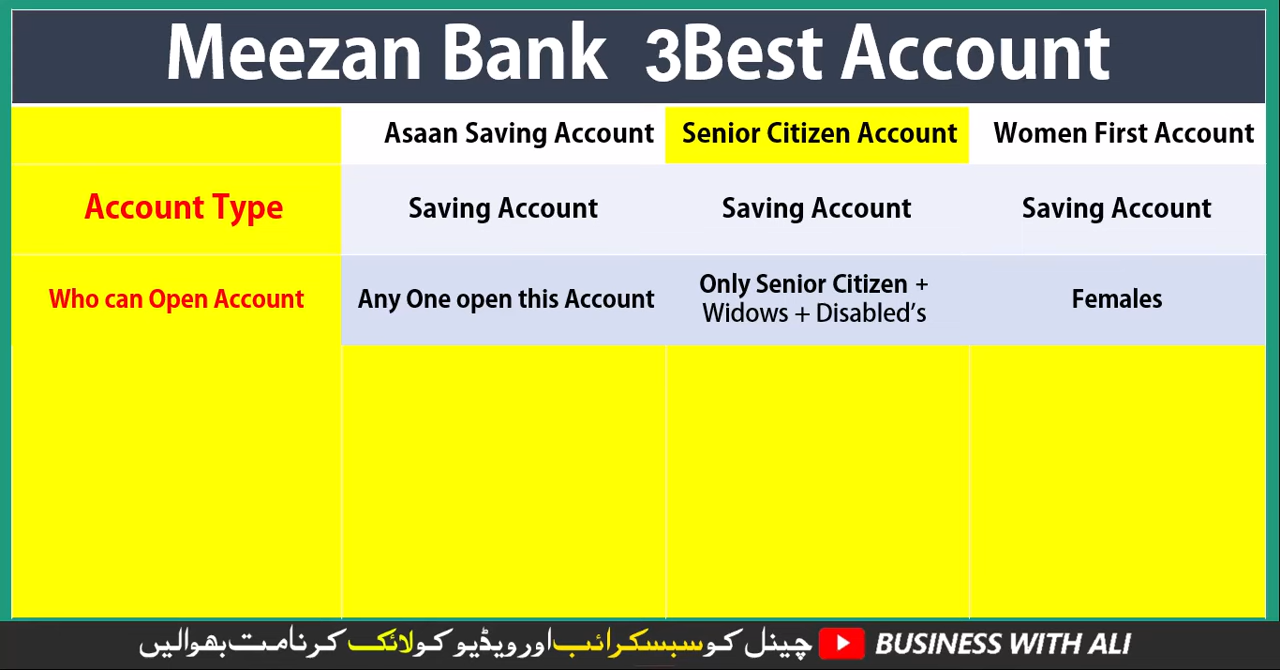 Meezan Bank 3Best Account
Asaan Saving Account Senior Citizen Account Women First Account
Account Type Saving Account Saving Account Saving Account
Who can Open Account Any One open this Account Only Senior Citizen +
Widows + Disabled’s Females
چینل کو سبسکرائب اور ویڈیو کو لائک کرنا مت بھولیں BUSINESS WITH ALI